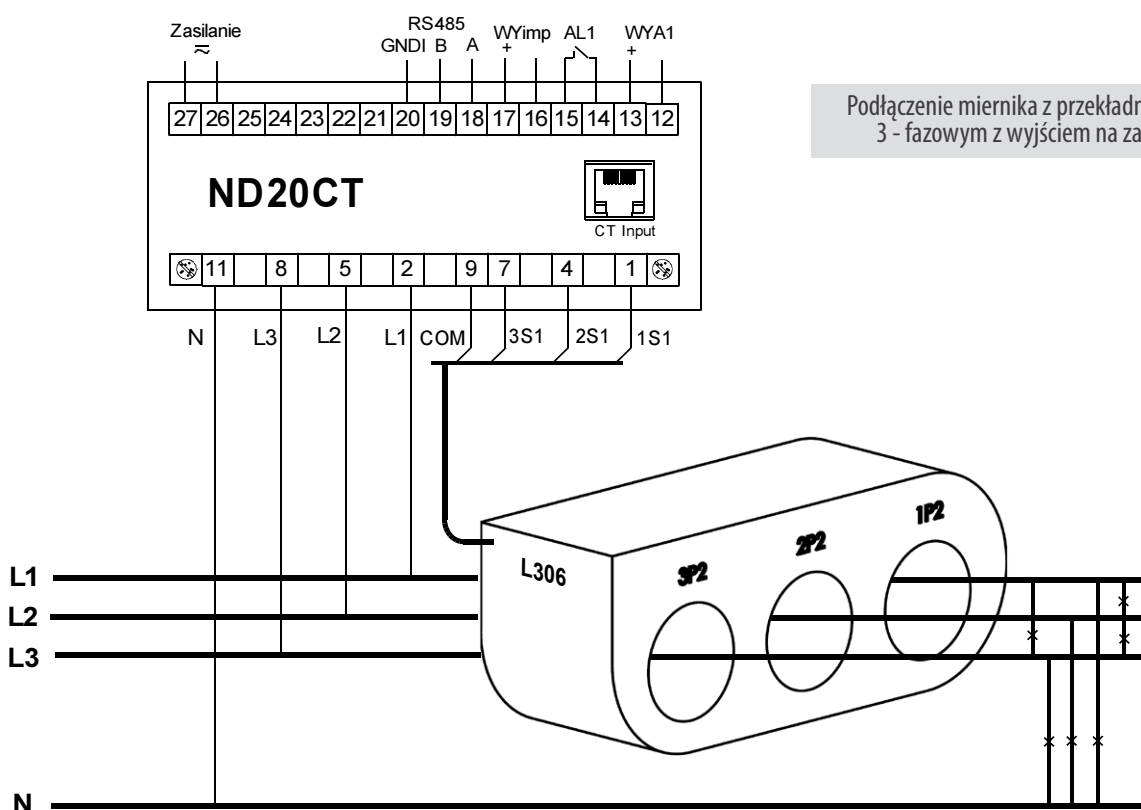 Zasilanie
RS485
GNDI B A
WYimp
+
AL1
WYA1
+
27 26 25 24 23 22 21 20 19 18 17 16 15 14 13 12
Podłączenie miernika z
3 - fazowym z wyjściem na
ND20CT
CT Input
11 8 5 2 9 7 4 1
N L3 L2 L1 COM 3S1 2S1 1S1
1P2
2P2
3P2
L306
L1
L2
L3
N